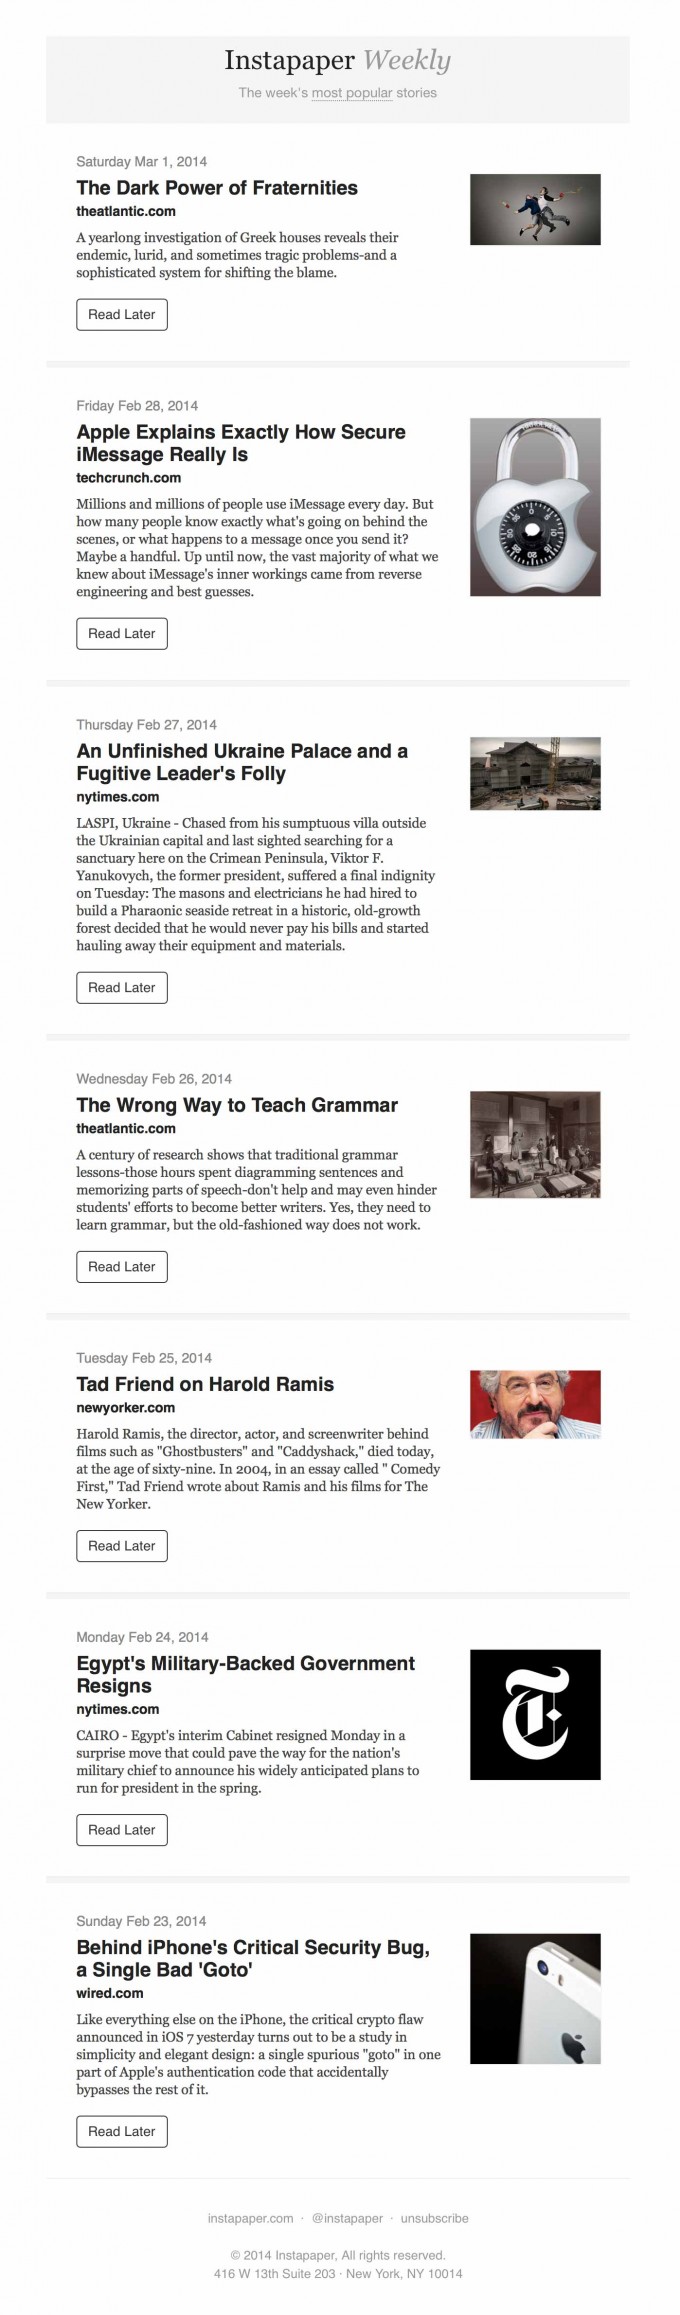 Instapaper Weekly
The week's most popular stories
Saturday Mar 1, 2014
The Dark Power of Fraternities
theatlantic.com
A yearlong investigation of Greek houses reveals their
endemic, lurid, and sometimes tragic problems-and a
sophisticated system for shifting the blame.
Read Later
Friday Feb 28, 2014
Apple Explains Exactly How Secure
iMessage Really Is
techcrunch.com
Millions and millions of people use iMessage every day. But
how many people know exactly what's going on behind the
scenes, or what happens to a message once you send it?
Maybe a handful. Up until now, the vast majority of what we
knew about iMessage's inner workings came from reverse
engineering and best guesses.
Read Later
Thursday Feb 27, 2014
An Unfinished Ukraine Palace and a
Fugitive Leader's Folly
nytimes.com
LASPI, Ukraine - Chased from his sumptuous villa outside
the Ukrainian capital and last sighted searching for a
sanctuary here on the Crimean Peninsula, Viktor F.
Yanukovych, the former president, suffered a final indignity
on Tuesday: The masons and electricians he had hired to
build a Pharaonic seaside retreat in a historic, old-growth
forest decided that he would never pay his bills and started
hauling away their equipment and materials.
Read Later
Wednesday Feb 26, 2014
The Wrong Way to Teach Grammar
theatlantic.com
A century of research shows that traditional grammar
lessons-those hours spent diagramming sentences and
memorizing parts of speech-don't help and may even hinder
students' efforts to become better writers. Yes, they need to
learn grammar, but the old-fashioned way does not work.
Read Later
Tuesday Feb 25, 2014
Tad Friend on Harold Ramis
newyorker.com
Harold Ramis, the director, actor, and screenwriter behind
films such as "Ghostbusters" and "Caddyshack," died today,
at the age of sixty-nine. In 2004, in an essay called " Comedy
First," Tad Friend wrote about Ramis and his films for The
New Yorker.
Read Later
Monday Feb 24, 2014
Egypt's Military-Backed Government
Resigns
nytimes.com
CAIRO - Egypt's interim Cabinet resigned Monday in a
surprise move that could pave the way for the nation's
military chief to announce his widely anticipated plans to
run for president in the spring.
Read Later
Sunday Feb 23, 2014
Behind iPhone's Critical Security Bug,
a Single Bad 'Goto'
wired.com
Like everything else on the iPhone, the critical crypto flaw
announced in iOS 7 yesterday turns out to be a study in
simplicity and elegant design: a single spurious "goto" in one
part of Apple's authentication code that accidentally
bypasses the rest of it.
Read Later
instapaper.com · @instapaper · unsubscribe
© 2014 Instapaper, All rights reserved.
416 W 13th Suite 203 · New York, NY 10014